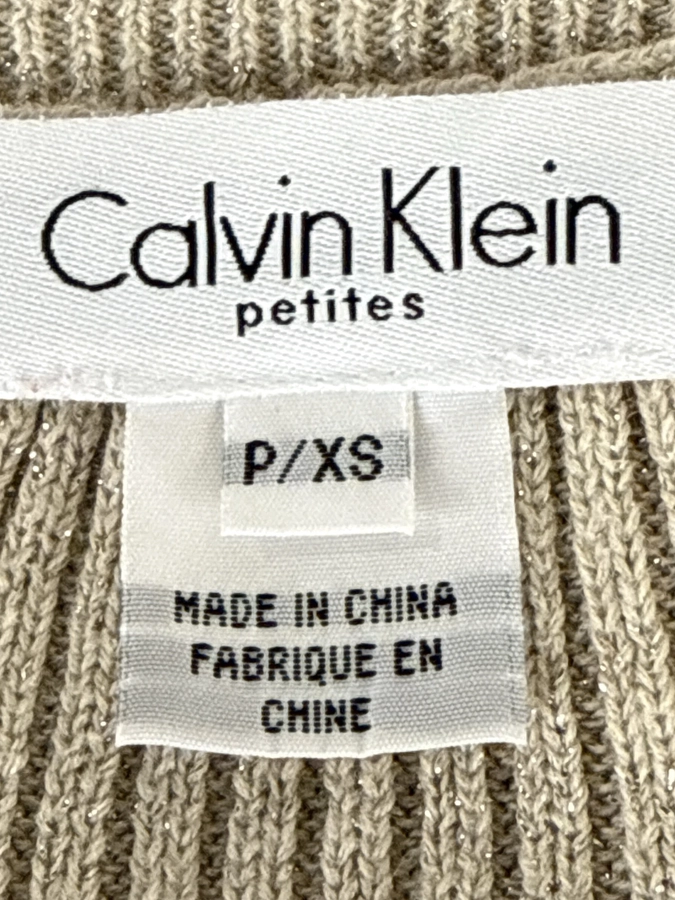 Calvin Klein
petites
P/XS
MADE IN CHINA
FABRIQUE EN
CHINE